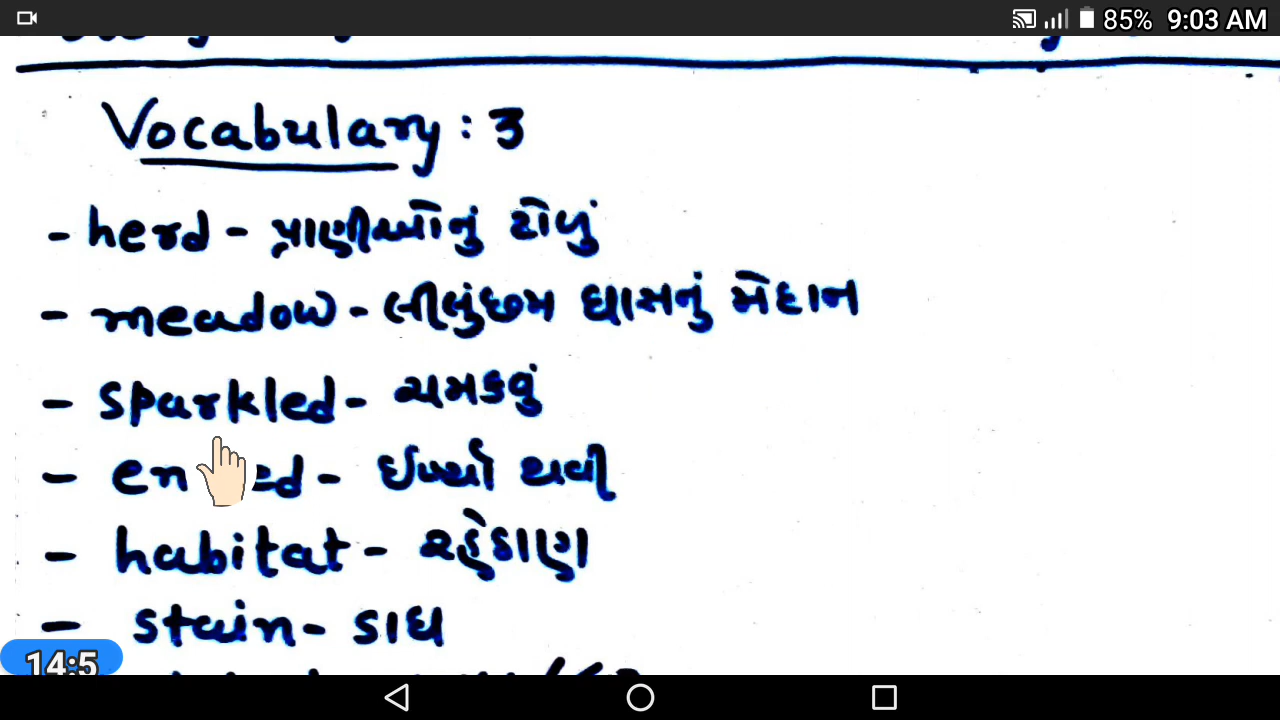 85% 9:03 AM
Vocabulary : 3
- herd - પ્રાણીઓનું ટોળું
- meadow - લીલુંછમ ઘાસનું મેદાન
- sparkled - ચમકવું
- - ઈર્ષ્યા થવી
- habitat - રહેઠાણ
- stain - ડાઘ
14:5